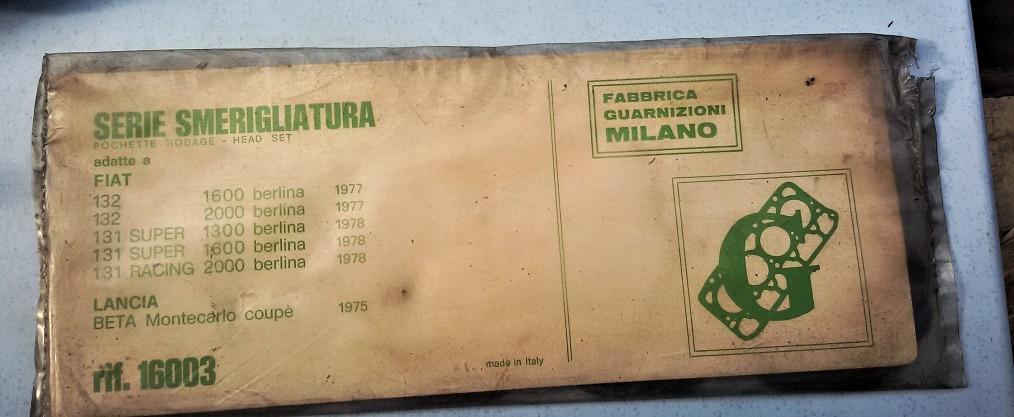 SERIE SMERIGLIATURA
POCHETTE RODAGE - HEAD SET
adatte a
FIAT
132 1600 berlina 1977
132 2000 berlina 1977
131 SUPER 1300 berlina 1978
131 SUPER 1600 berlina 1978
131 RACING 2000 berlina 1978
LANCIA
BETA Montecarlo coupè 1975
rif. 16003
made in Italy
FABBRICA
GUARNIZIONI
MILANO
G